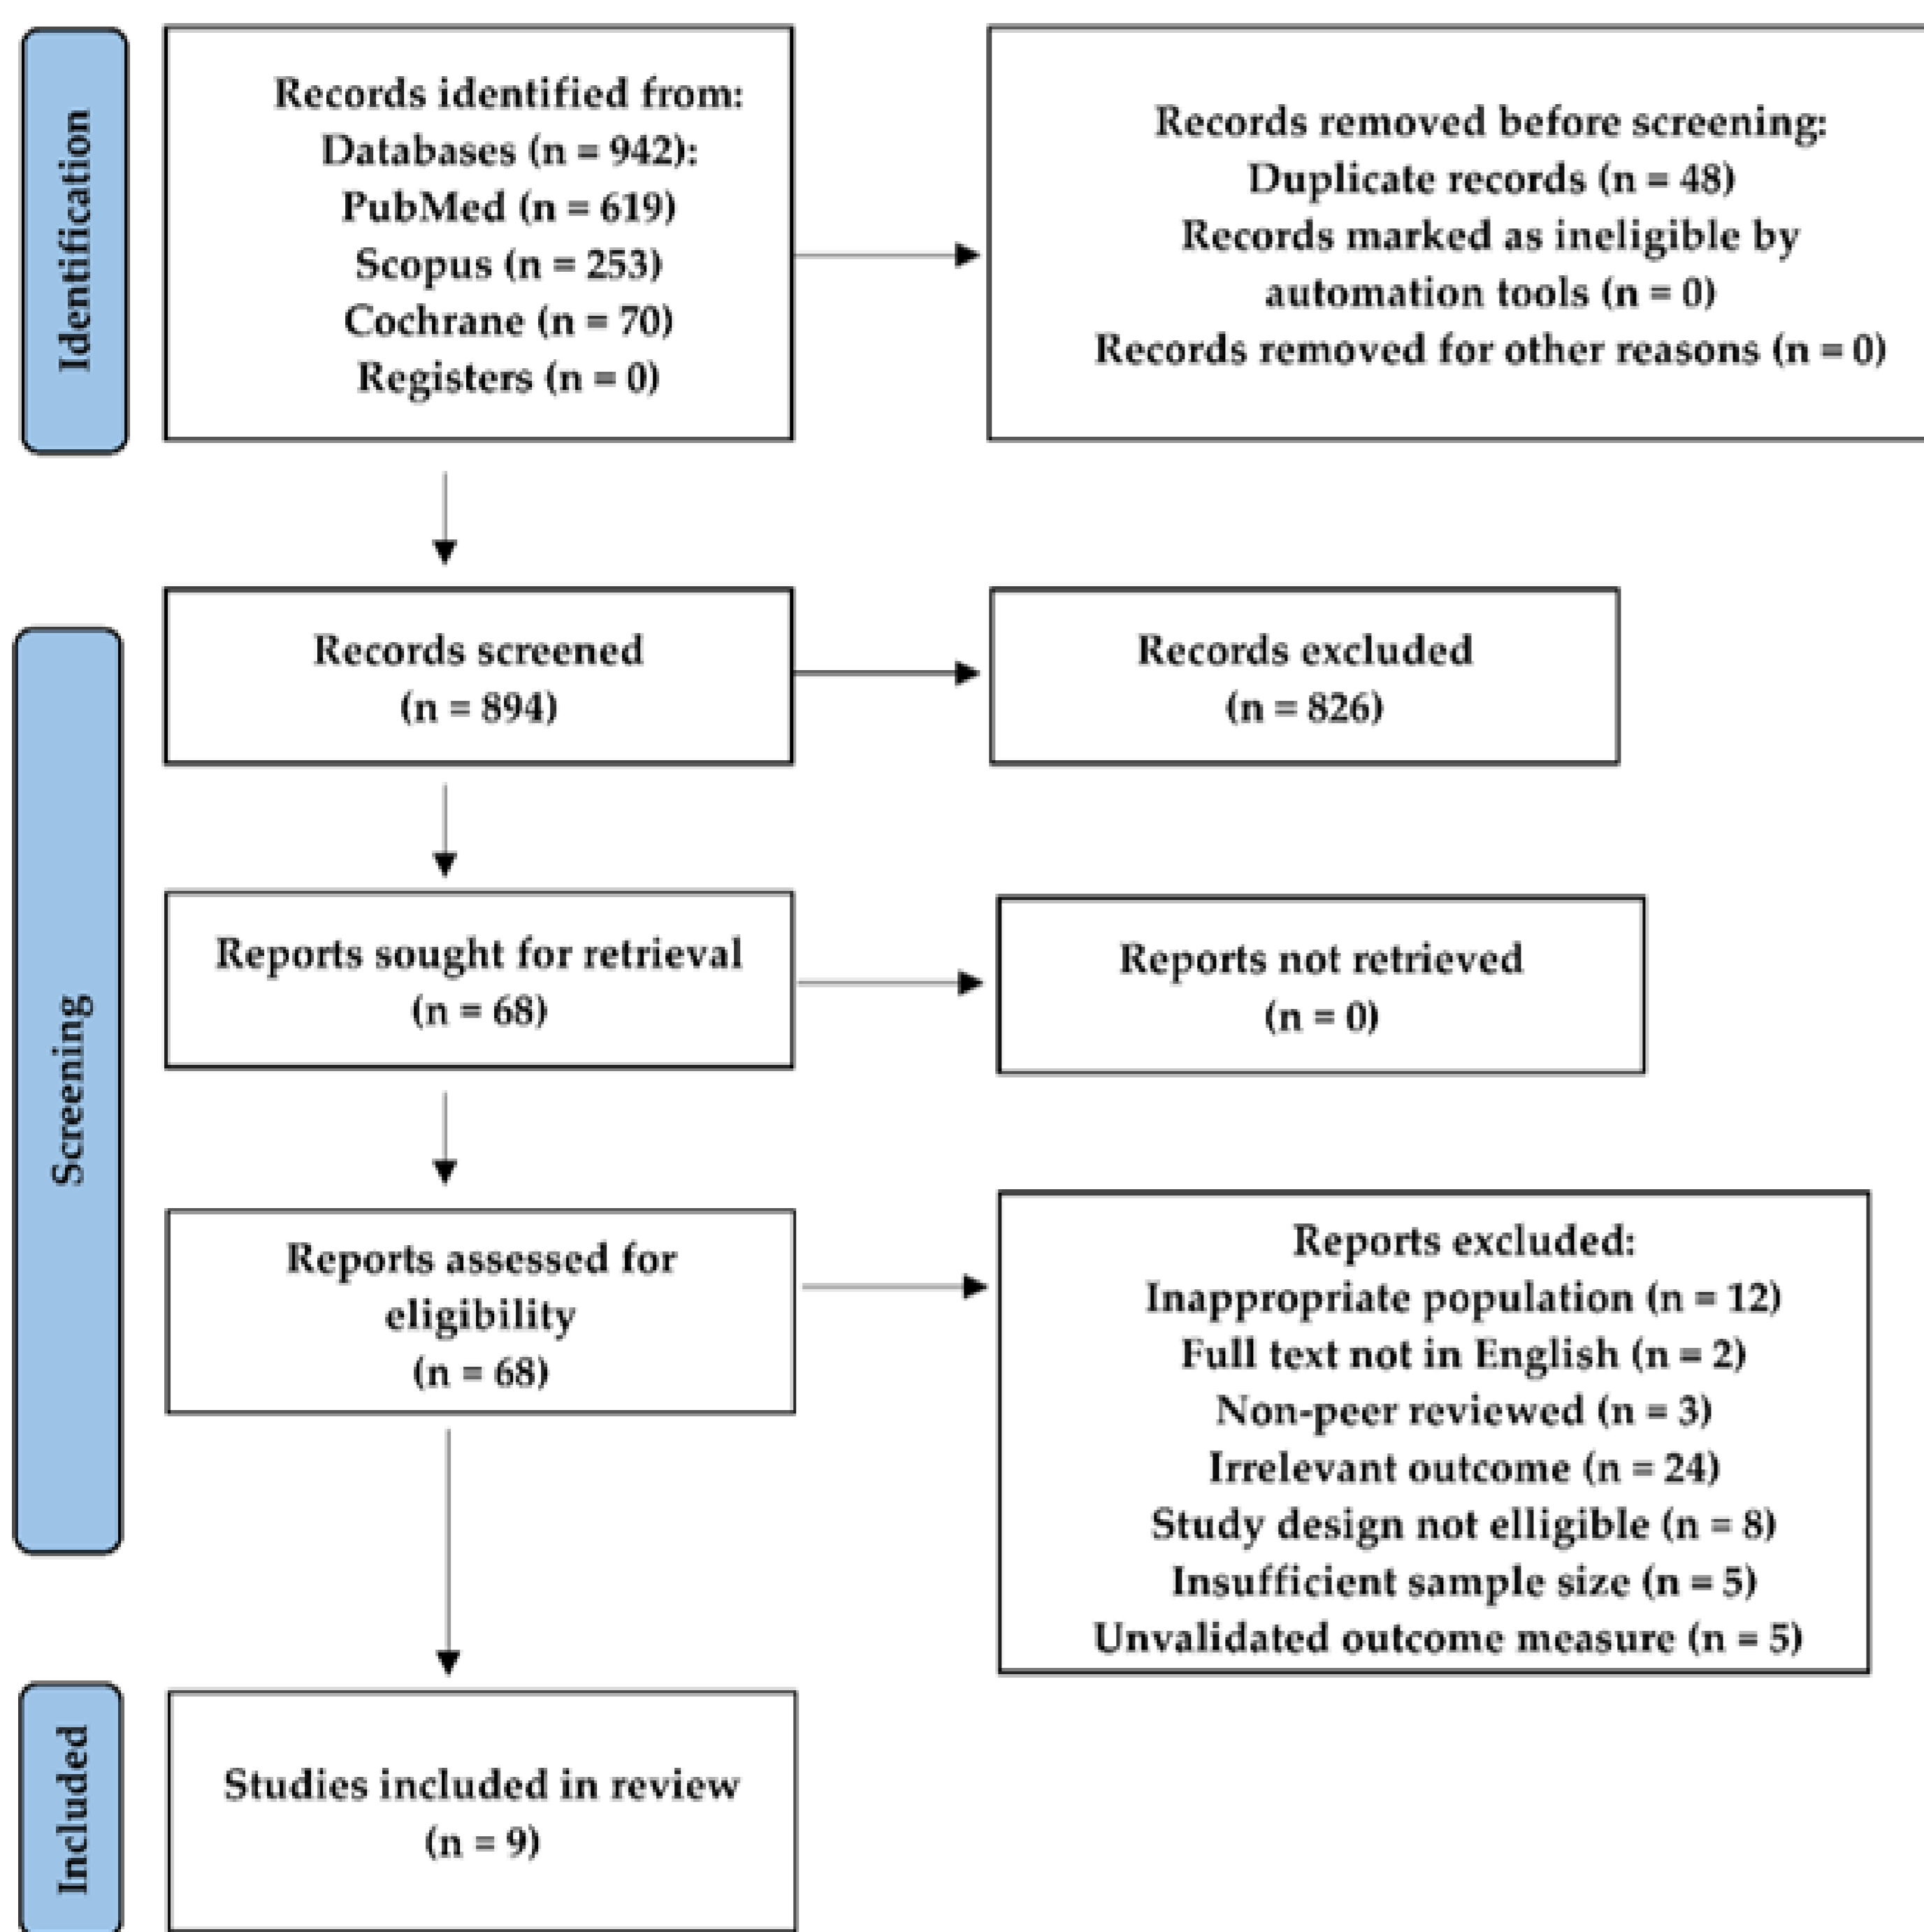 Identification
Records identified from:
Databases (n = 942):
PubMed (n = 619)
Scopus (n = 253)
Cochrane (n = 70)
Registers (n = 0)
Records removed before screening:
Duplicate records (n = 48)
Records marked as ineligible by
automation tools (n = 0)
Records removed for other reasons (n = 0)
Screening
Records screened
(n = 894)
Records excluded
(n = 826)
Reports sought for retrieval
(n = 68)
Reports not retrieved
(n = 0)
Reports assessed for
eligibility
(n = 68)
Reports excluded:
Inappropriate population (n = 12)
Full text not in English (n = 2)
Non-peer reviewed (n = 3)
Irrelevant outcome (n = 24)
Study design not elligible (n = 8)
Insufficient sample size (n = 5)
Unvalidated outcome measure (n = 5)
Included
Studies included in review
(n = 9)